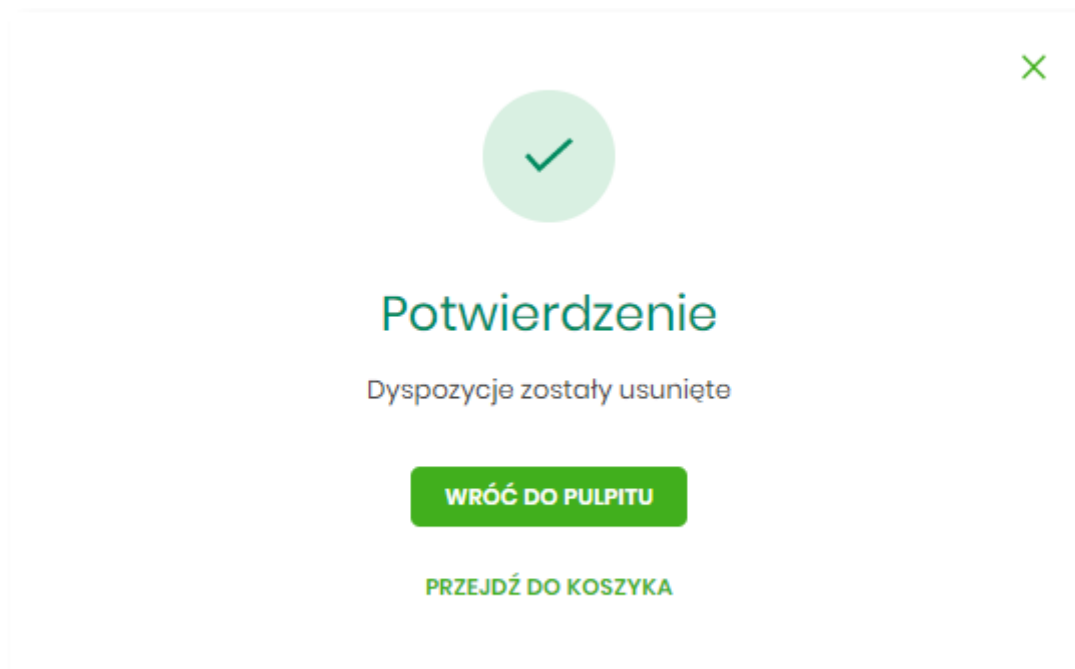 Potwierdzenie
Dyspozycje zostały usunięte
WRÓĆ DO PULPITU
PRZEJDŹ DO KOSZYKA